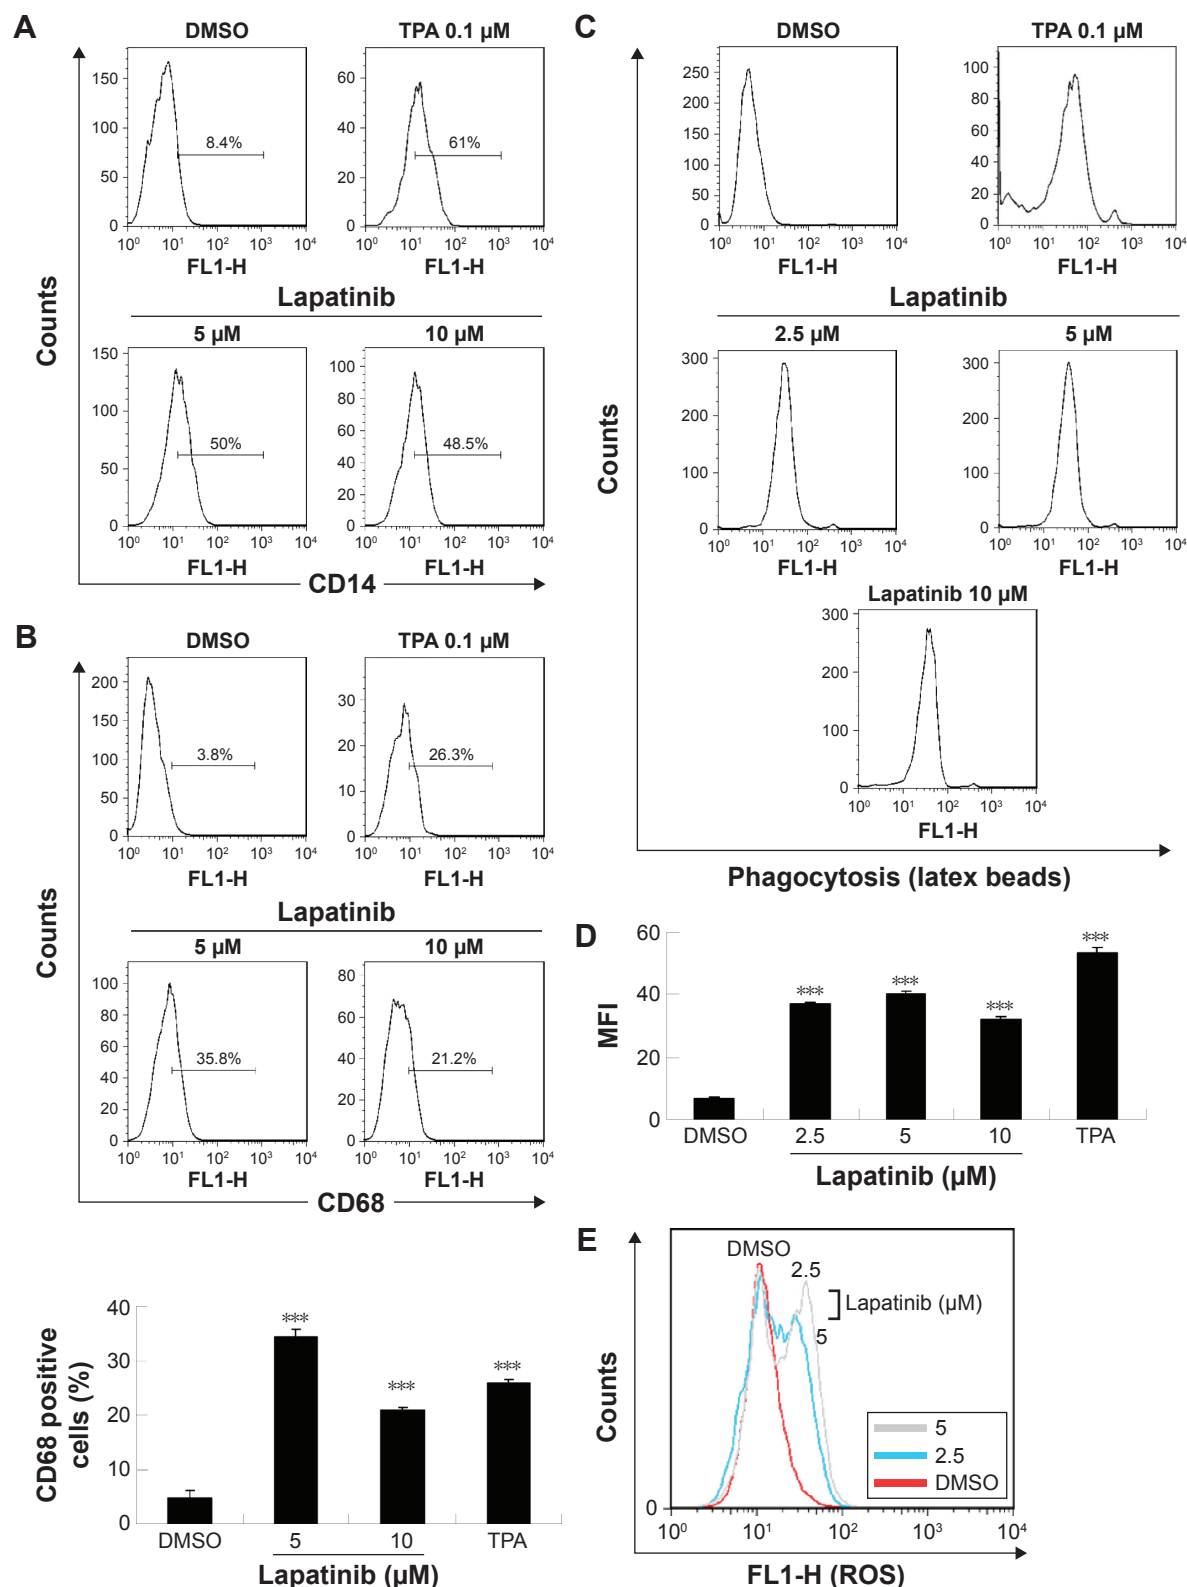 A
DMSO
TPA 0.1 µM
150
100
50
0
8.4%
10⁰ 10¹ 10² 10³ 10⁴
FL1-H
60
40
20
0
61%
10⁰ 10¹ 10² 10³ 10⁴
FL1-H
Lapatinib
5 µM
10 µM
150
100
50
0
50%
10⁰ 10¹ 10² 10³ 10⁴
FL1-H
100
80
60
40
20
0
48.5%
10⁰ 10¹ 10² 10³ 10⁴
FL1-H
Counts
CD14
B
DMSO
TPA 0.1 µM
200
150
100
50
0
3.8%
10⁰ 10¹ 10² 10³ 10⁴
FL1-H
30
20
10
0
26.3%
10⁰ 10¹ 10² 10³ 10⁴
FL1-H
Lapatinib
5 µM
10 µM
100
80
60
40
20
0
35.8%
10⁰ 10¹ 10² 10³ 10⁴
FL1-H
80
60
40
20
0
21.2%
10⁰ 10¹ 10² 10³ 10⁴
FL1-H
Counts
CD68
CD68 positive
cells (%)
40
30
20
10
0
***
***
***
DMSO 5 10 TPA
Lapatinib (µM)
C
DMSO
TPA 0.1 µM
250
200
150
100
50
0
10⁰ 10¹ 10² 10³ 10⁴
FL1-H
100
80
60
40
20
0
10⁰ 10¹ 10² 10³ 10⁴
FL1-H
Lapatinib
2.5 µM
5 µM
300
200
300
0
10⁰ 10¹ 10² 10³ 10⁴
FL1-H
300
200
300
0
10⁰ 10¹ 10² 10³ 10⁴
FL1-H
Lapatinib 10 µM
300
200
300
0
10⁰ 10¹ 10² 10³ 10⁴
FL1-H
Counts
Phagocytosis (latex beads)
D
MFI
60
40
20
0
***
***
***
***
DMSO 2.5 5 10 TPA
Lapatinib (µM)
E
Counts
DMSO
2.5
5
Lapatinib (µM)
5
2.5
DMSO
0
10⁰ 10¹ 10² 10³ 10⁴
FL1-H (ROS)